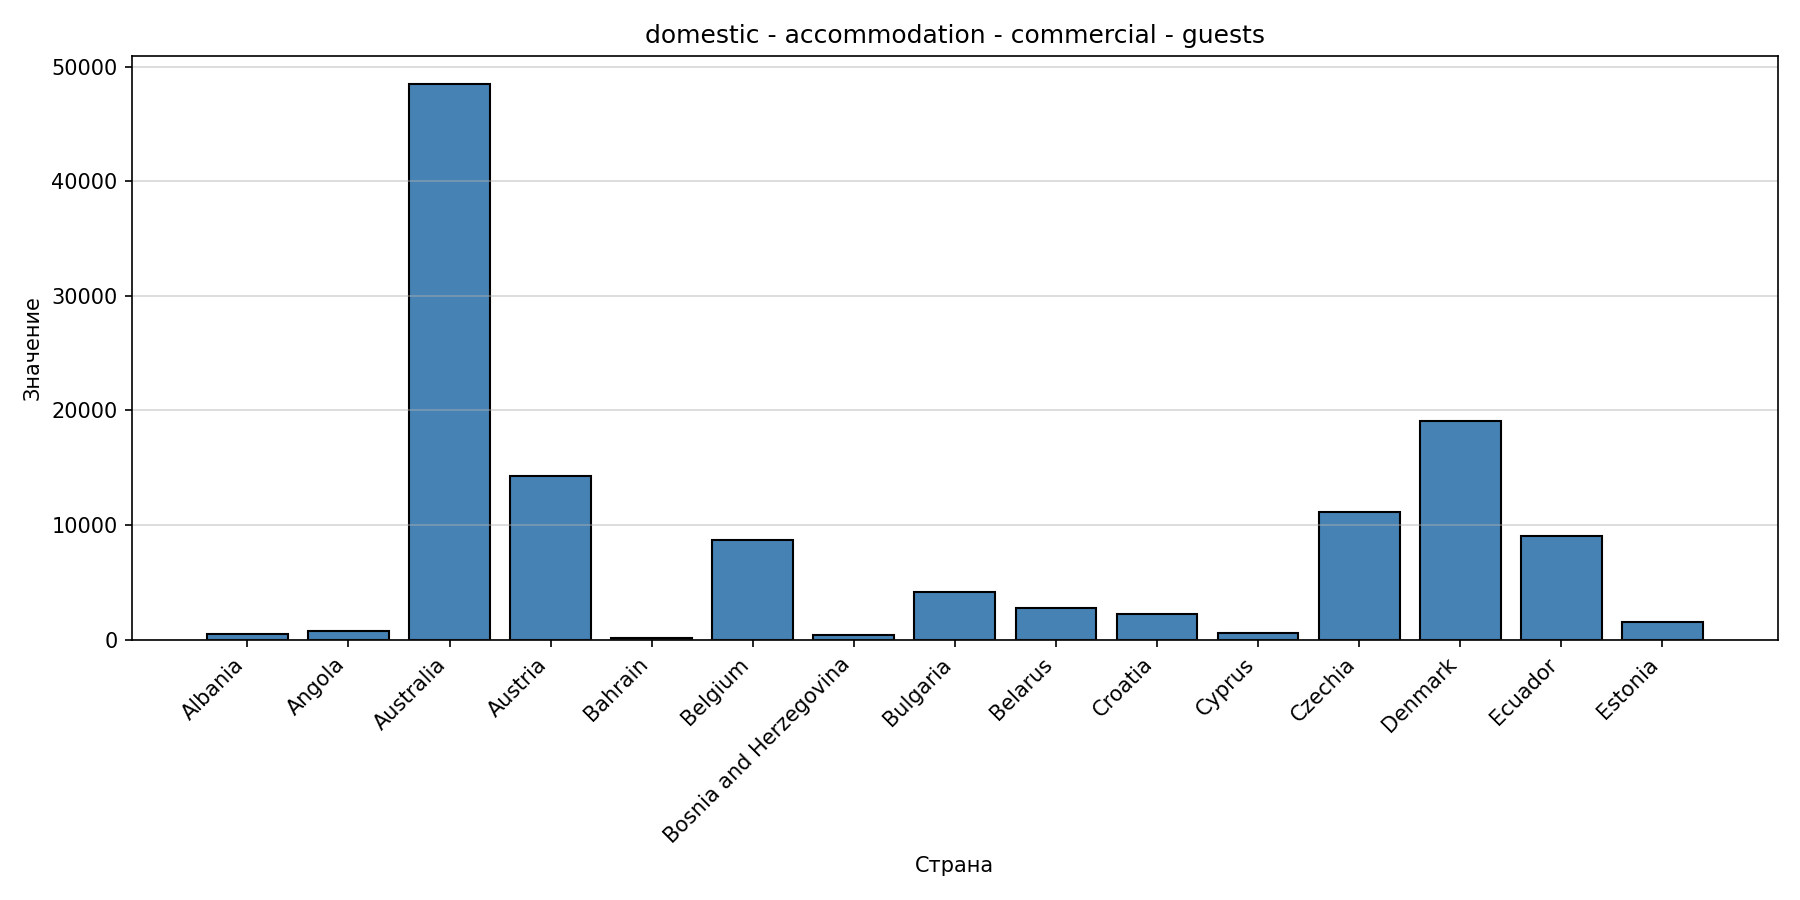 domestic - accommodation - commercial - guests
Значение
50000
40000
30000
20000
10000
0
Albania
Angola
Australia
Austria
Bahrain
Belgium
Bosnia and Herzegovina
Bulgaria
Belarus
Croatia
Cyprus
Czechia
Denmark
Ecuador
Estonia
Страна